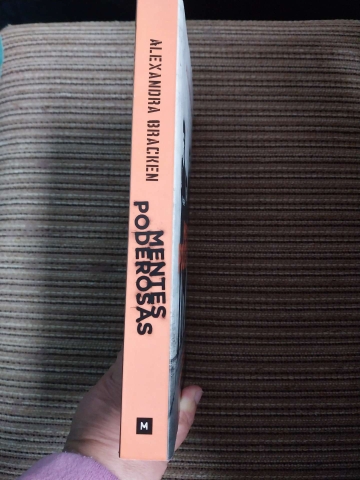 ALEXANDRA BRACKEN
MENTES
PODEROSAS
M